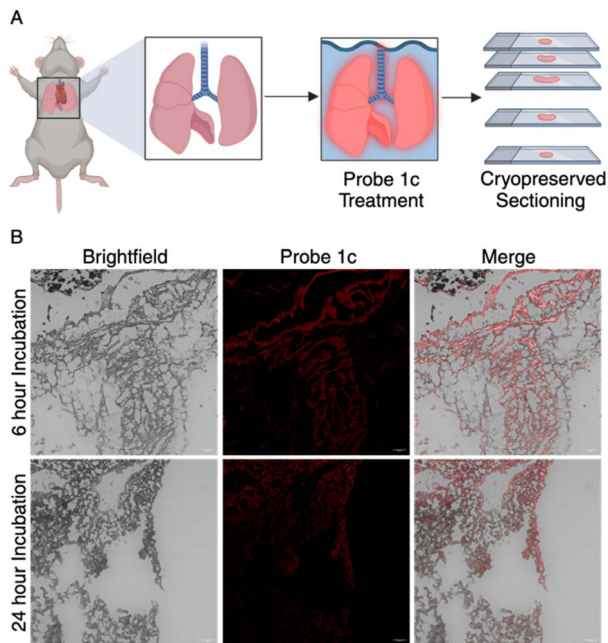 A
Probe 1c
Treatment
Cryopreserved
Sectioning
B
Brightfield
Probe 1c
Merge
6 hour Incubation
24 hour Incubation